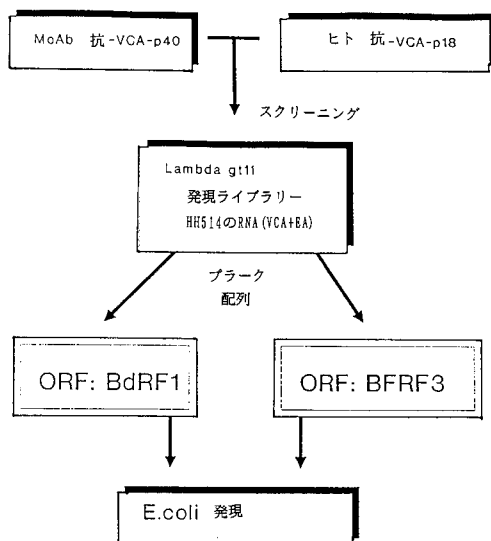 McAb 抗-VCA-p40
ヒト 抗-VCA-p18
スクリーニング
Lambda gt11
発現ライブラリー
HH514のRNA(VCA+EA)
プラーク
配列
ORF: BdRF1
ORF: BFRF3
E.coli 発現